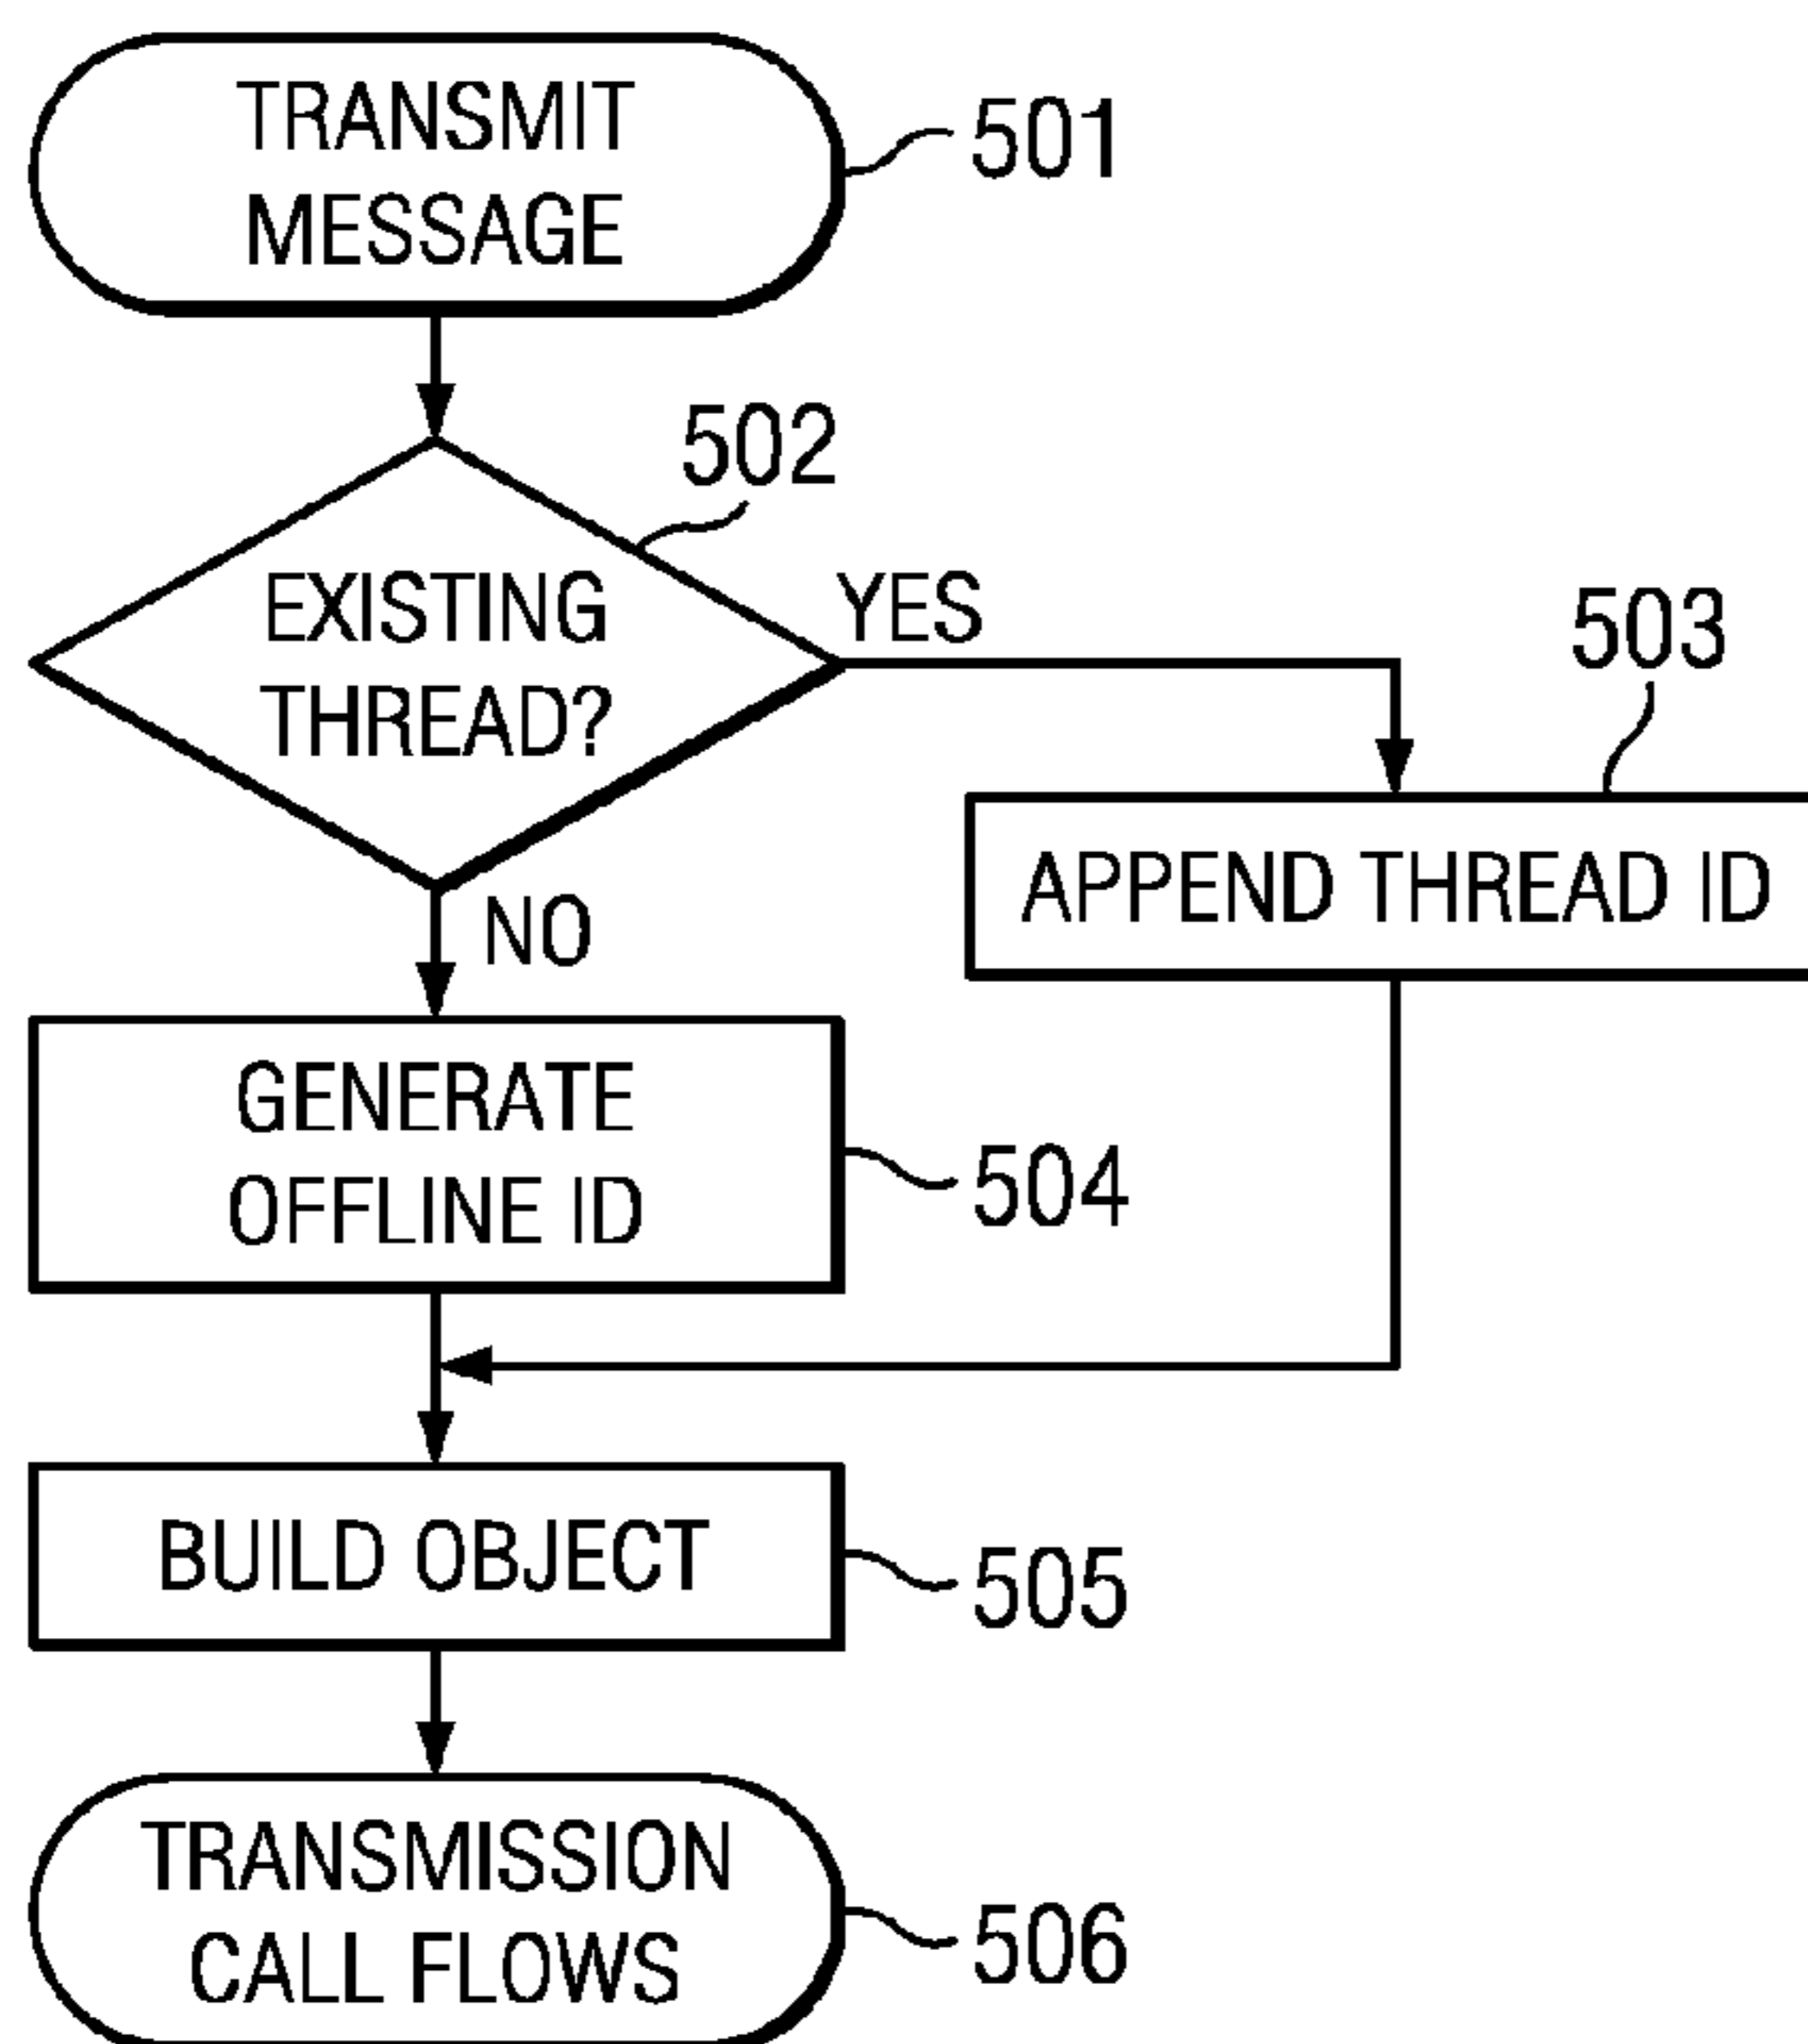 TRANSMIT
MESSAGE
501
502
EXISTING
THREAD?
YES
503
APPEND THREAD ID
NO
GENERATE
OFFLINE ID
504
BUILD OBJECT
505
TRANSMISSION
CALL FLOWS
506